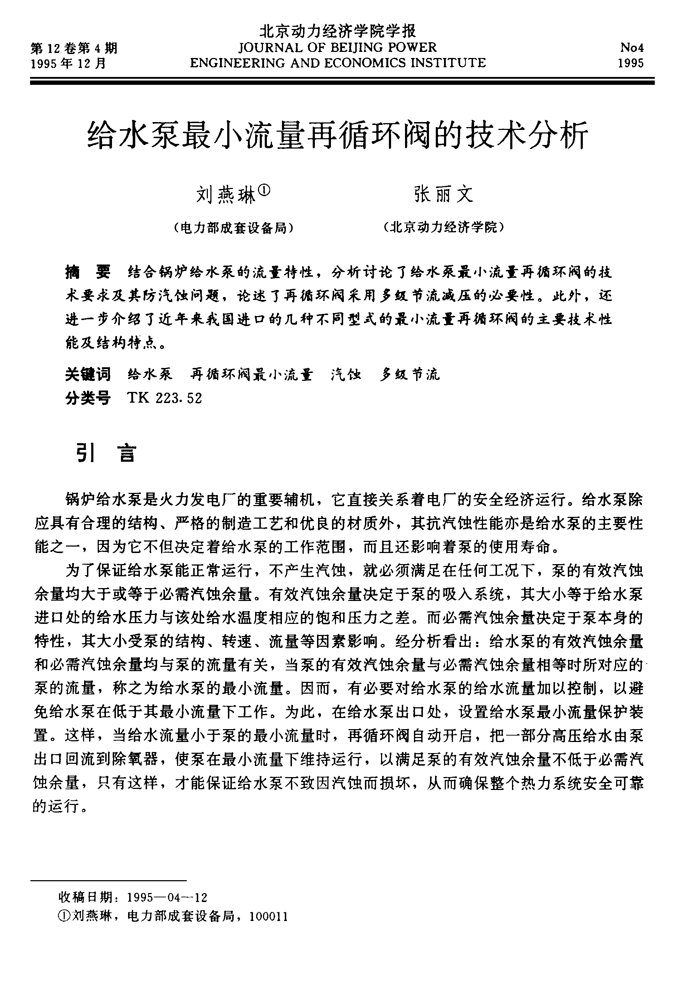 北京动力经济学院学报
第 12 卷第 4 期
JOURNAL OF BEIJING POWER
No4
1995 年 12 月
ENGINEERING AND ECONOMICS INSTITUTE
1995
给水泵最小流量再循环阀的技术分析
刘燕琳① 张丽文
（电力部成套设备局） （北京动力经济学院）
摘 要 结合锅炉给水泵的流量特性，分析讨论了给水泵最小流量再循环阀的技
术要求及其防汽蚀问题，论述了再循环阀采用多级节流减压的必要性。此外，还
进一步介绍了近年来我国进口的几种不同型式的最小流量再循环阀的主要技术性
能及结构特点。
关键词 给水泵 再循环阀最小流量 汽蚀 多级节流
分类号 TK 223.52
引 言
锅炉给水泵是火力发电厂的重要辅机，它直接关系着电厂的安全经济运行。给水泵除
应具有合理的结构、严格的制造工艺和优良的材质外，其抗汽蚀性能亦是给水泵的主要性
能之一，因为它不但决定着给水泵的工作范围，而且还影响着泵的使用寿命。
为了保证给水泵能正常运行，不产生汽蚀，就必须满足在任何工况下，泵的有效汽蚀
余量均大于或等于必需汽蚀余量。有效汽蚀余量决定于泵的吸入系统，其大小等于给水泵
进口处的给水压力与该处给水温度相应的饱和压力之差。而必需汽蚀余量决定于泵本身的
特性，其大小受泵的结构、转速、流量等因素影响。经分析看出：给水泵的有效汽蚀余量
和必需汽蚀余量均与泵的流量有关，当泵的有效汽蚀余量与必需汽蚀余量相等时所对应的
泵的流量，称之为给水泵的最小流量。因而，有必要对给水泵的给水流量加以控制，以避
免给水泵在低于其最小流量下工作。为此，在给水泵出口处，设置给水泵最小流量保护装
置。这样，当给水流量小于泵的最小流量时，再循环阀自动开启，把一部分高压给水由泵
出口回流到除氧器，使泵在最小流量下维持运行，以满足泵的有效汽蚀余量不低于必需汽
蚀余量，只有这样，才能保证给水泵不致因汽蚀而损坏，从而确保整个热力系统安全可靠
的运行。
收稿日期：1995—04—12
①刘燕琳，电力部成套设备局，100011